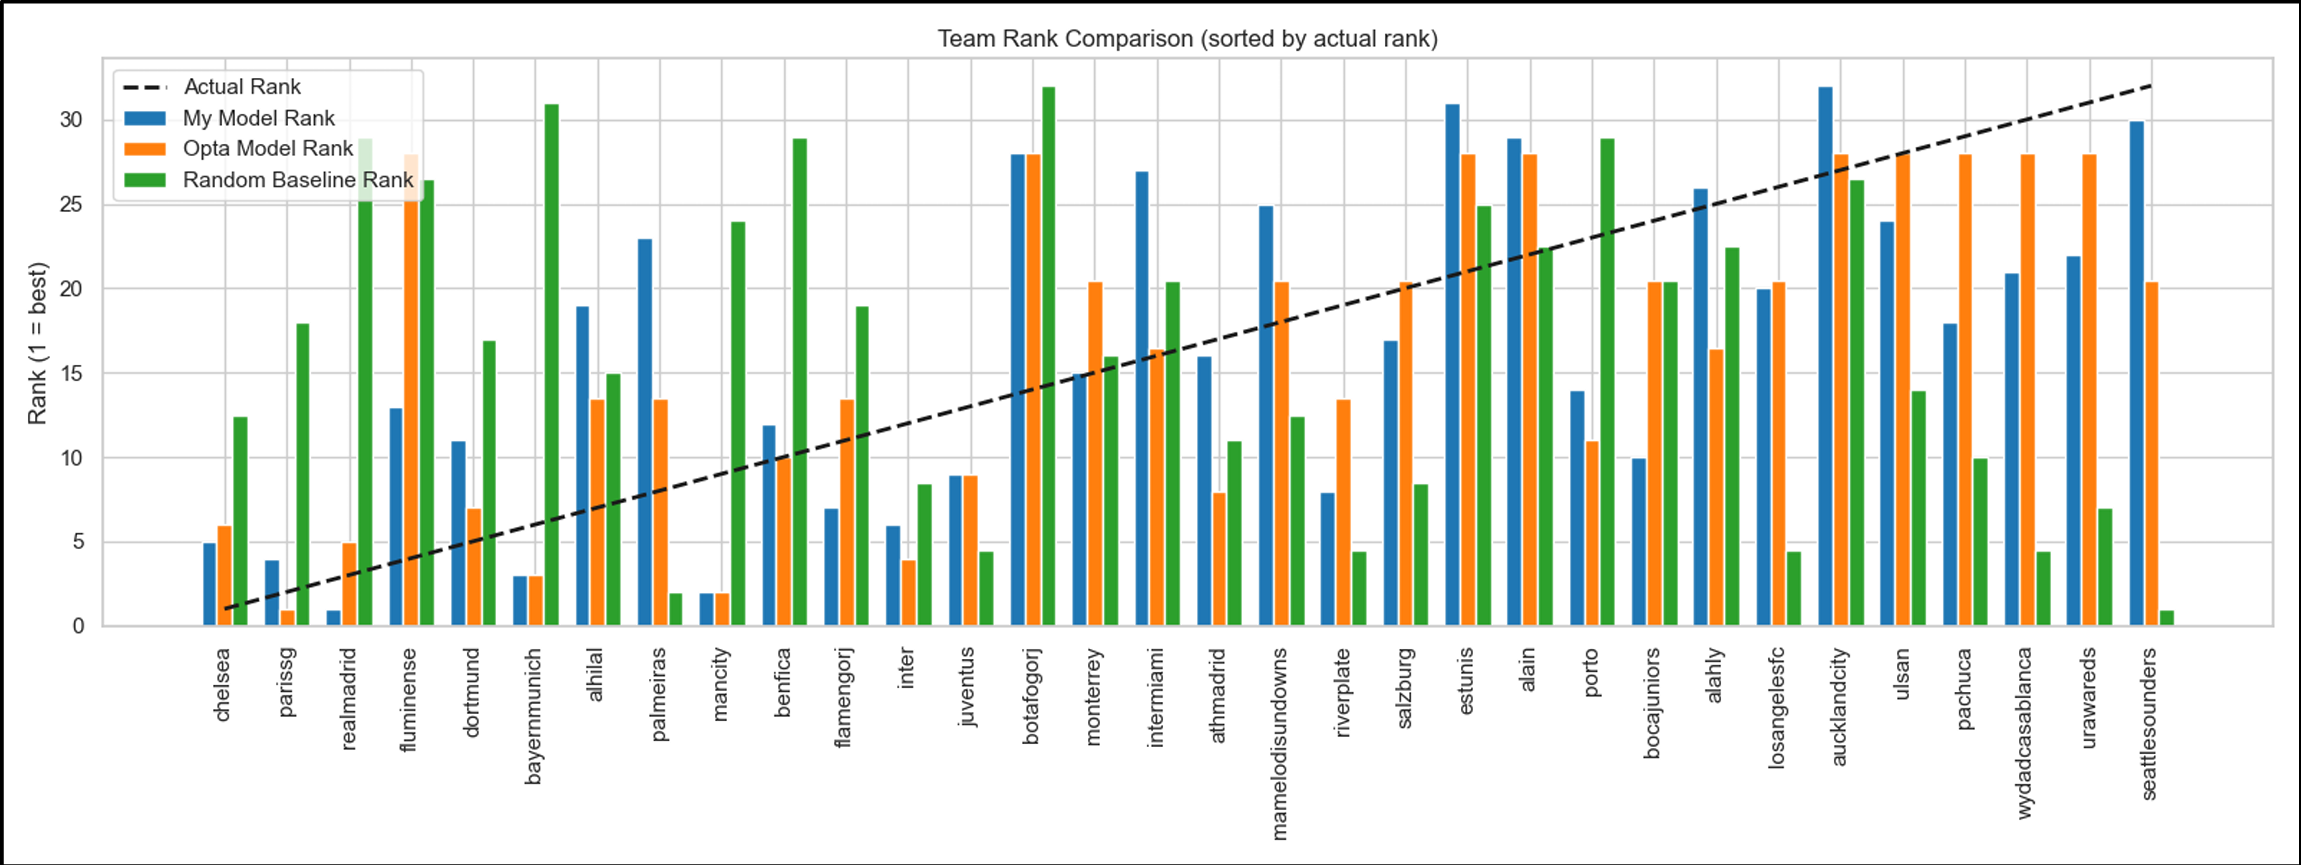 Team Rank Comparison (sorted by actual rank)
Actual Rank
My Model Rank
Opta Model Rank
Random Baseline Rank
Rank (1 = best)
30
25
20
15
10
5
0
chelsea
parissg
realmadrid
fluminense
dortmund
bayernmunich
alhilal
palmeiras
mancity
benfica
flamengorj
inter
juventus
botafogorj
monterrey
intermiami
athmadrid
mamelodisundowns
riverplate
salzburg
estunis
alain
porto
bocajuniors
alahly
losangelesfc
aucklandcity
ulsan
pachuca
wydadcasablanca
urawareds
seattlesounders